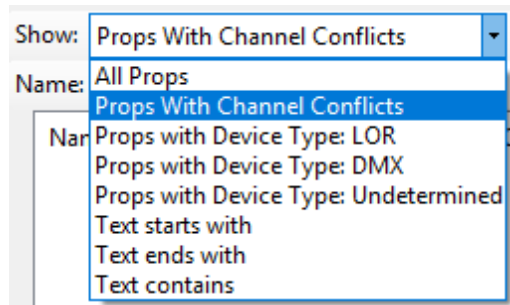 Show: Props With Channel Conflicts
Name: All Props
Props With Channel Conflicts
Props with Device Type: LOR
Props with Device Type: DMX
Props with Device Type: Undetermined
Text starts with
Text ends with
Text contains